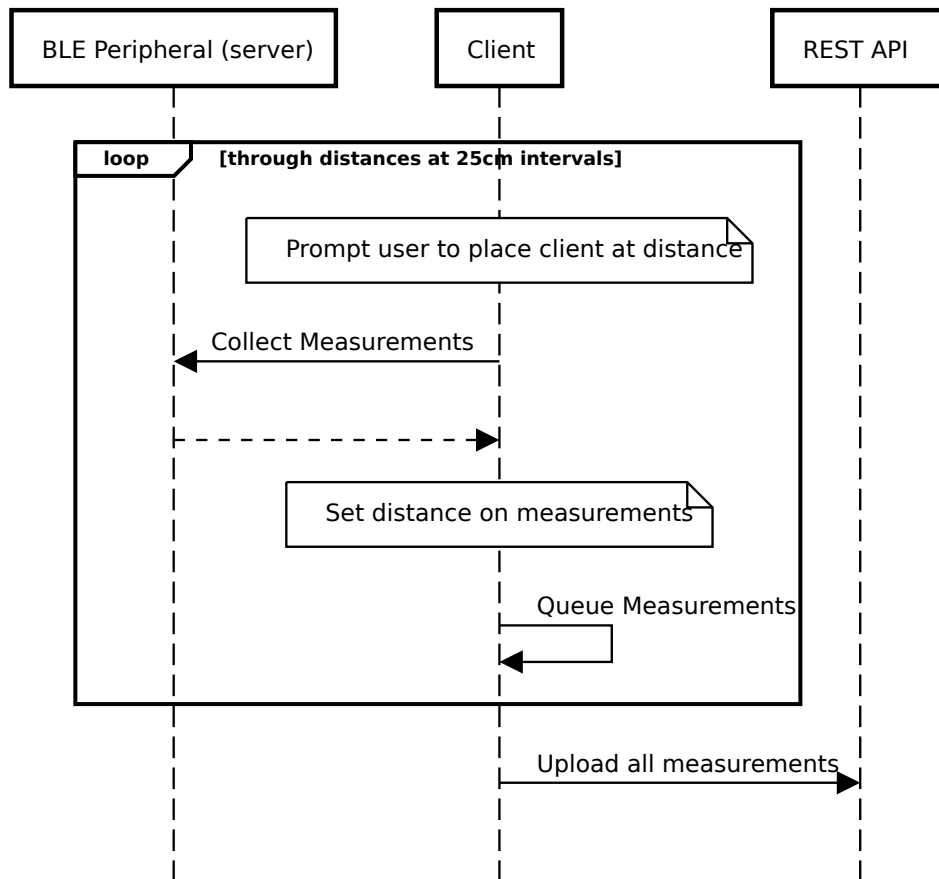 BLE Peripheral (server)
Client
REST API
loop
[through distances at 25cm intervals]
Prompt user to place client at distance
Collect Measurements
Set distance on measurements
Queue Measurements
Upload all measurements